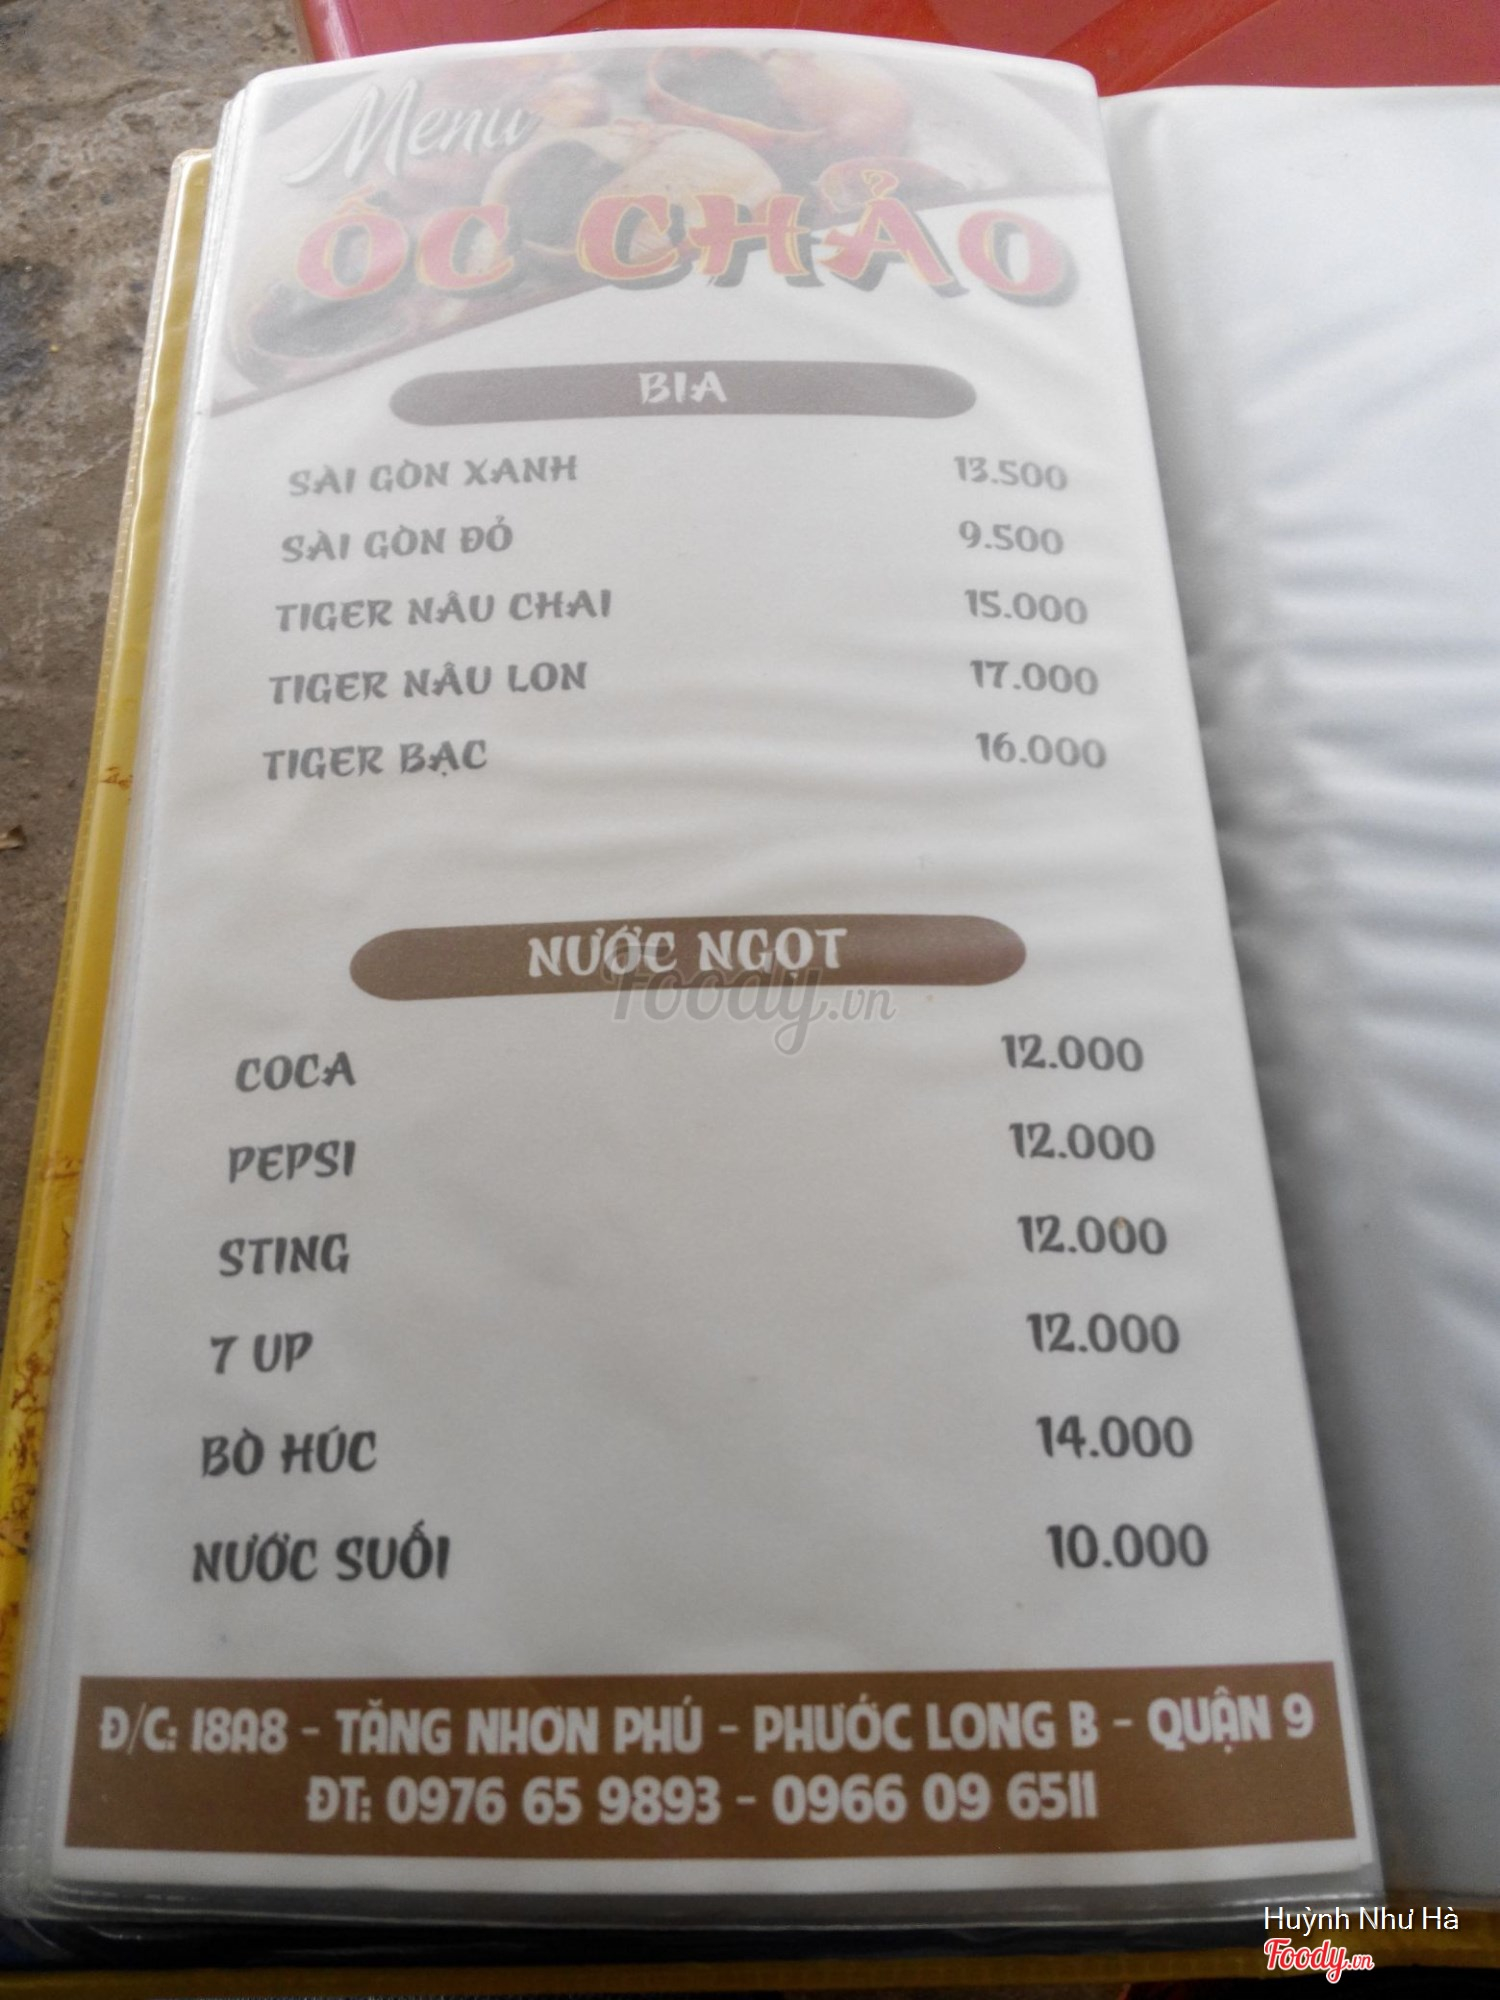 Menu
ỐC CHẢO
BIA
SÀI GÒN XANH 13.500
SÀI GÒN ĐỎ 9.500
TIGER NÂU CHAI 15.000
TIGER NÂU LON 17.000
TIGER BẠC 16.000
NƯỚC NGỌT
Foody.vn
COCA 12.000
PEPSI 12.000
STING 12.000
7 UP 12.000
BÒ HÚC 14.000
NƯỚC SUỐI 10.000
Đ/C: 18A8 - TĂNG NHƠN PHÚ - PHƯỚC LONG B - QUẬN 9
ĐT: 0976 65 9893 - 0966 09 6511
Huỳnh Như Hà
Foody.vn